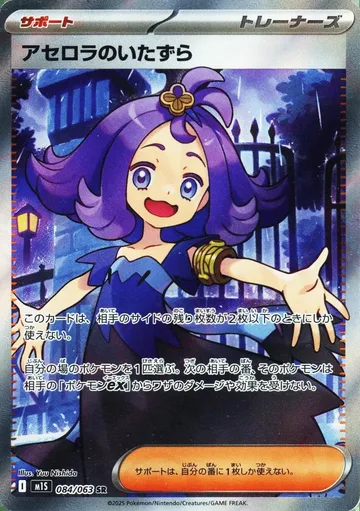 サポート
トレーナーズ
アセロラのいたずら
このカードは、相手のサイドの残り枚数が2枚以下のときにしか
使えない。
自分の場のポケモンを1匹選ぶ。次の相手の番、そのポケモンは
相手の「ポケモンex」からワザのダメージや効果を受けない。
Illus. Yuu Nishida
I M1S 084/063 SR
サポートは、自分の番に1枚しか使えない。
©2025 Pokémon/Nintendo/Creatures/GAME FREAK.